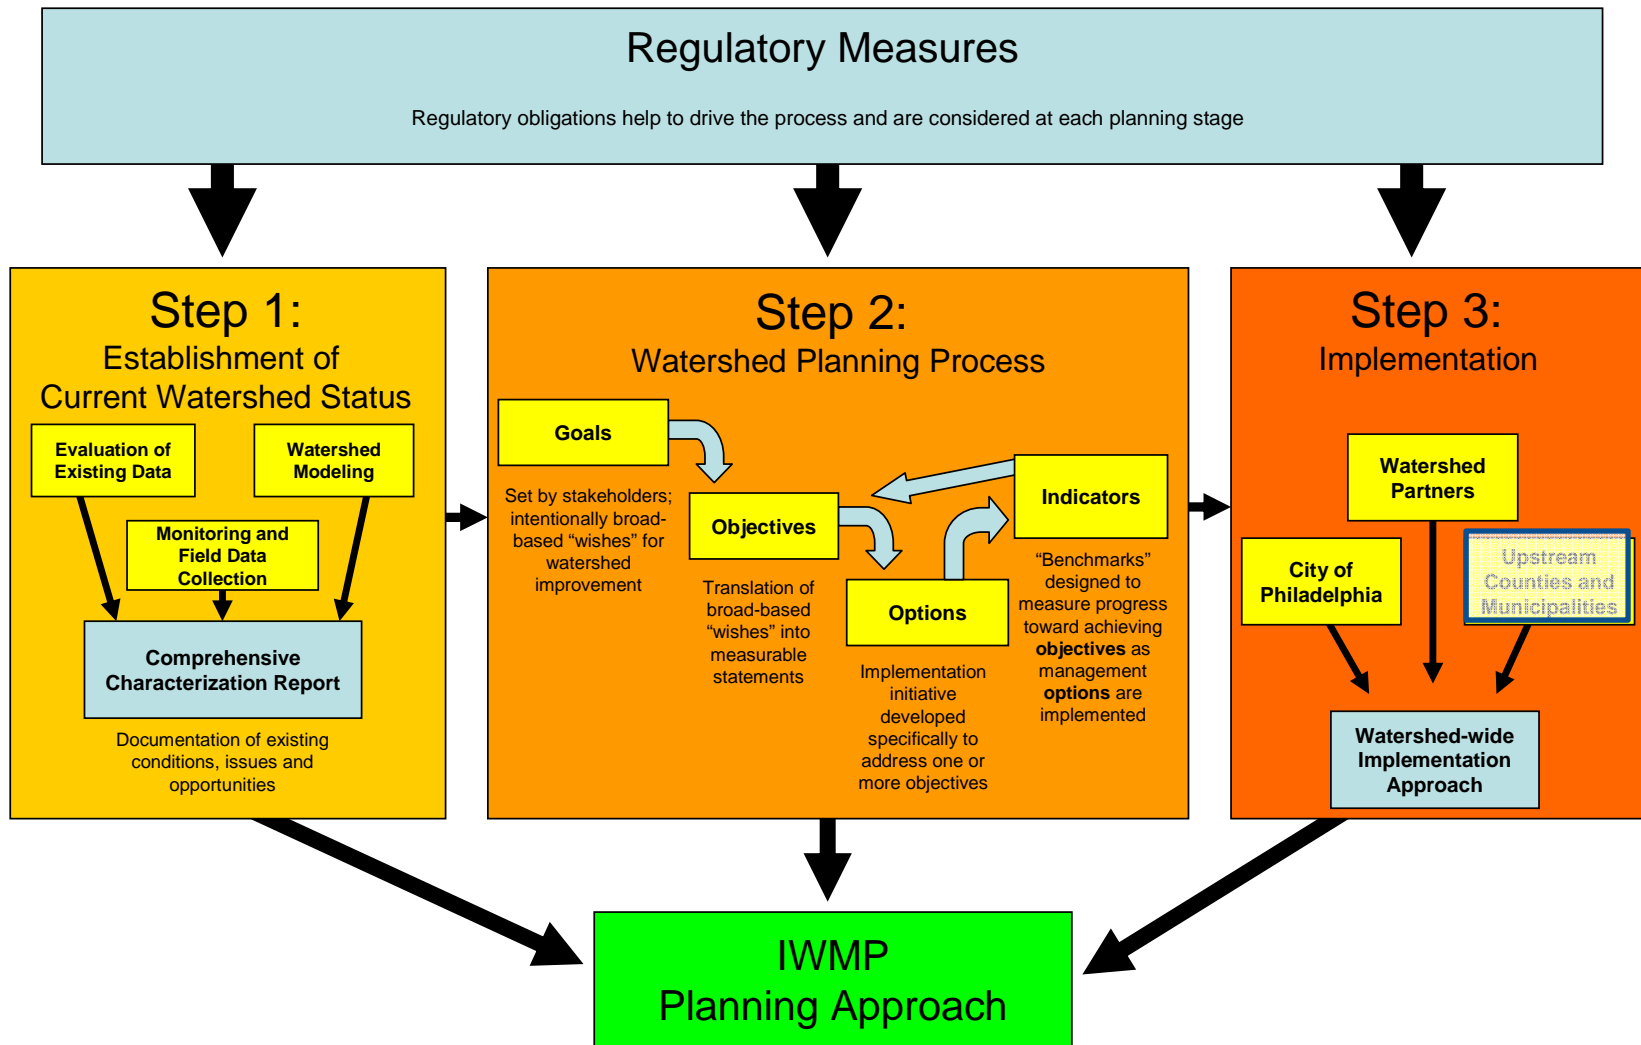 Regulatory Measures
Regulatory obligations help to drive the process and are considered at each planning stage
Step 1:
Establishment of
Current Watershed Status
Evaluation of
Existing Data
Watershed
Modeling
Monitoring and
Field Data
Collection
Comprehensive
Characterization Report
Documentation of existing
conditions, issues and
opportunities
Step 2:
Watershed Planning Process
Goals
Set by stakeholders;
intentionally broad-
based “wishes” for
watershed
improvement
Objectives
Translation of
broad-based
“wishes” into
measurable
statements
Options
Implementation
initiative
developed
specifically to
address one or
more objectives
Indicators
“Benchmarks”
designed to
measure progress
toward achieving
objectives as
management
options are
implemented
Step 3:
Implementation
Watershed
Partners
City of
Philadelphia
Upstream
Counties and
Municipalities
Watershed-wide
Implementation
Approach
IWMP
Planning Approach